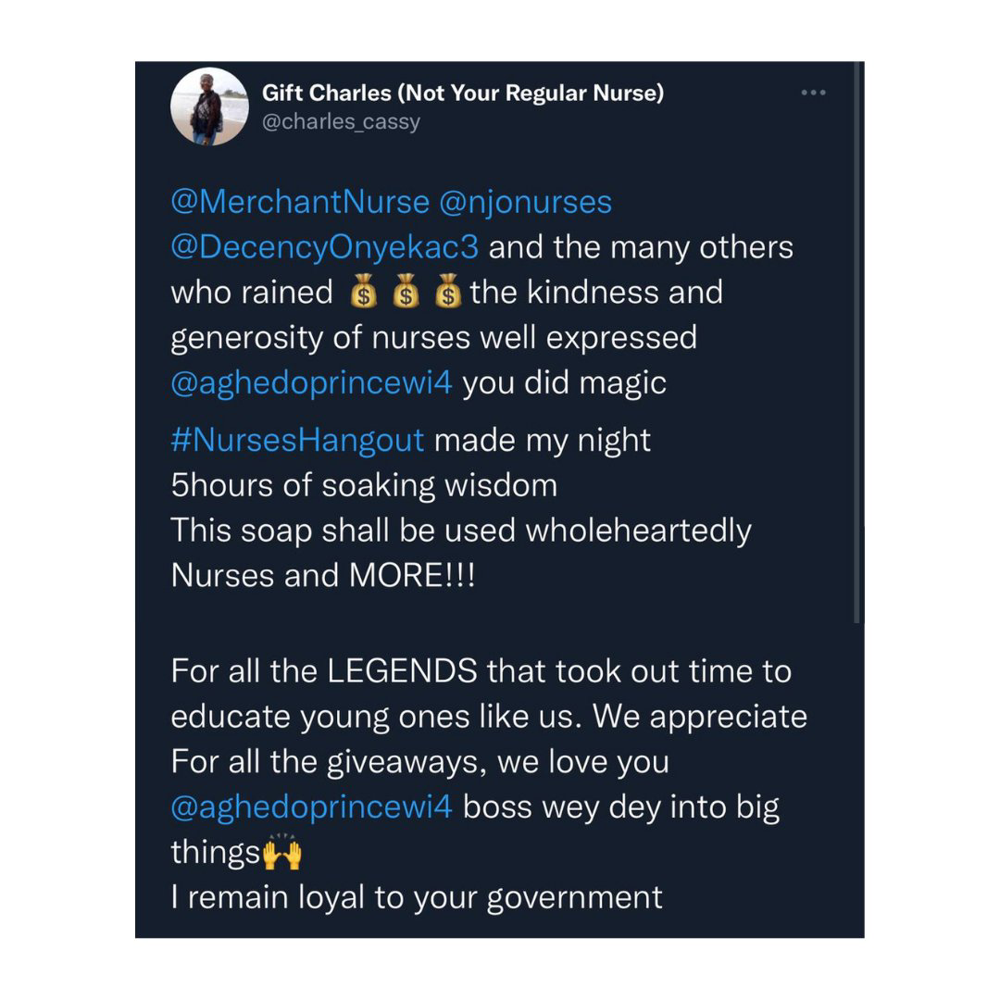 Gift Charles (Not Your Regular Nurse)
@charles_cassy
@MerchantNurse @njonurses
@DecencyOnyekac3 and the many others
who rained 💰 💰 💰 the kindness and
generosity of nurses well expressed
@aghedoprincewi4 you did magic
#NursesHangout made my night
5hours of soaking wisdom
This soap shall be used wholeheartedly
Nurses and MORE!!!
For all the LEGENDS that took out time to
educate young ones like us. We appreciate
For all the giveaways, we love you
@aghedoprincewi4 boss wey dey into big
things🙌
I remain loyal to your government